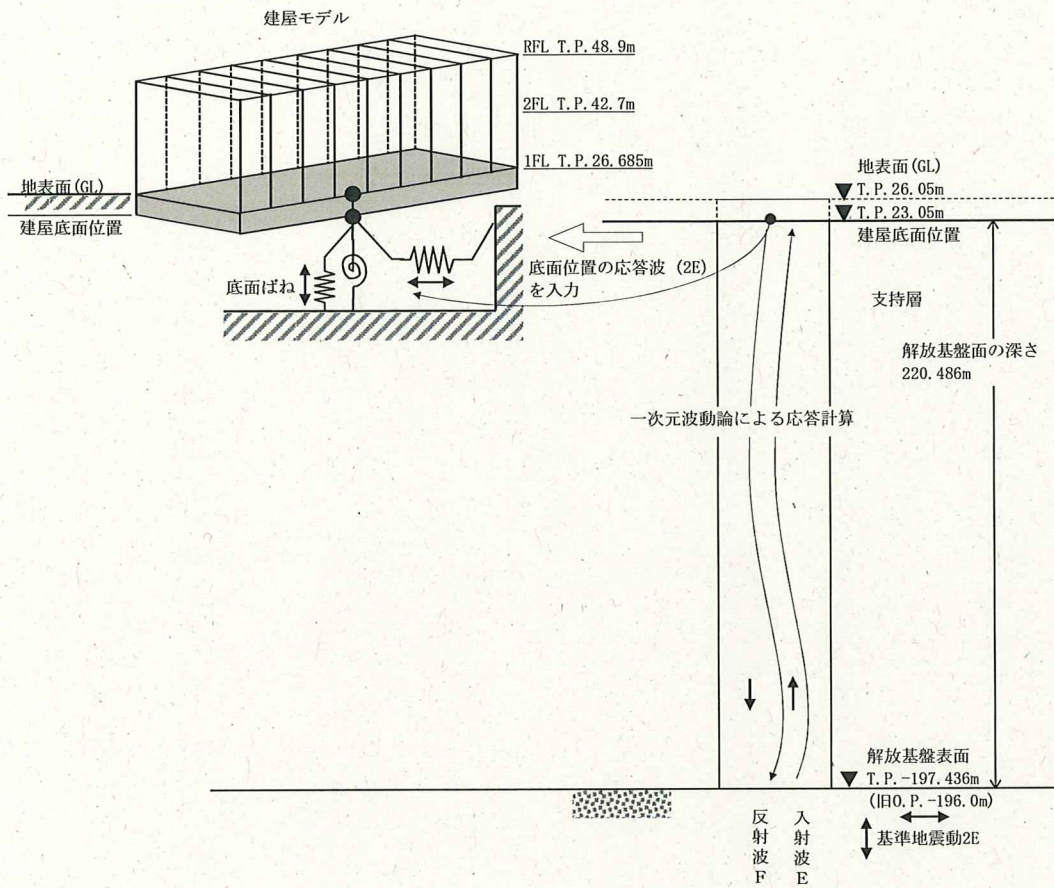 建屋モデル
RFL T.P.48.9m
2FL T.P.42.7m
1FL T.P.26.685m
地表面(GL)
建屋底面位置
底面ばね
底面位置の応答波 (2E)
を入力
地表面(GL)
T.P.26.05m
T.P.23.05m
建屋底面位置
支持層
解放基盤面の深さ
220.486m
一次元波動論による応答計算
解放基盤表面
T.P.-197.436m
(旧O.P.-196.0m)
基準地震動2E
反射波F
入射波E